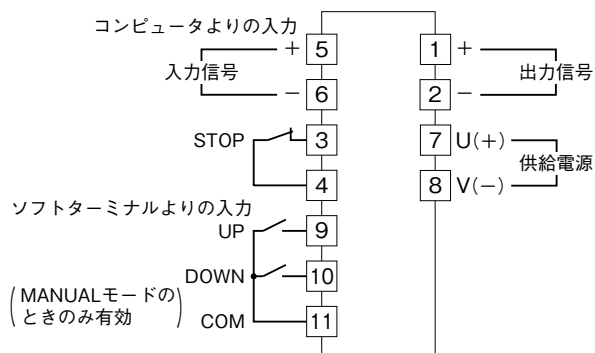 コンピュータよりの入力
+ 5
入力信号
− 6
STOP 3
4
ソフトターミナルよりの入力
UP 9
DOWN 10
(MANUALモードの
ときのみ有効)
COM 11
1 +
出力信号
2 −
7 U(+)
供給電源
8 V(−)